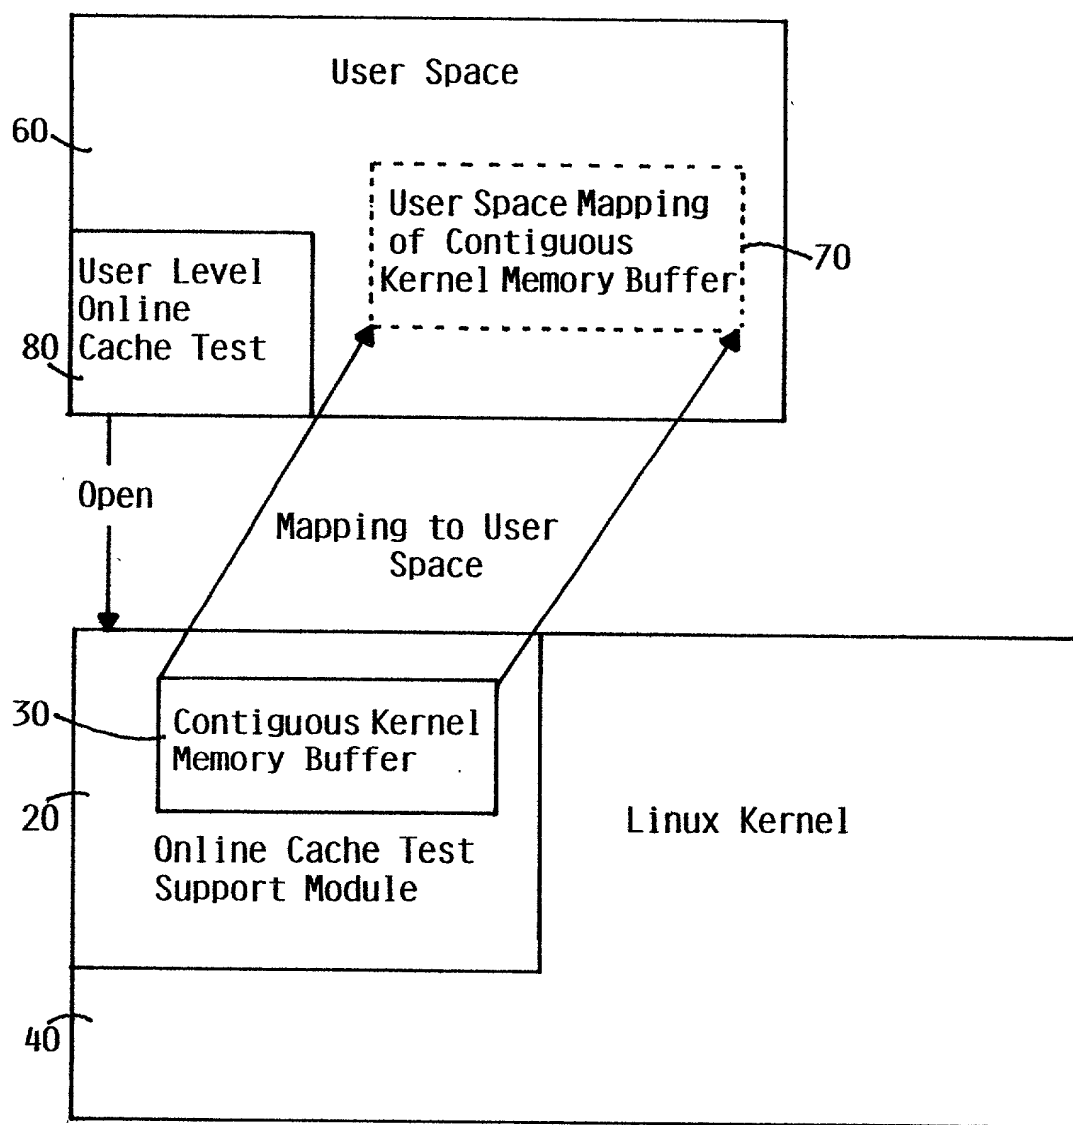 User Space
60
User Space Mapping
of Contiguous
Kernel Memory Buffer
70
User Level
Online
Cache Test
80
Open
Mapping to User
Space
30
Contiguous Kernel
Memory Buffer
20
Linux Kernel
Online Cache Test
Support Module
40